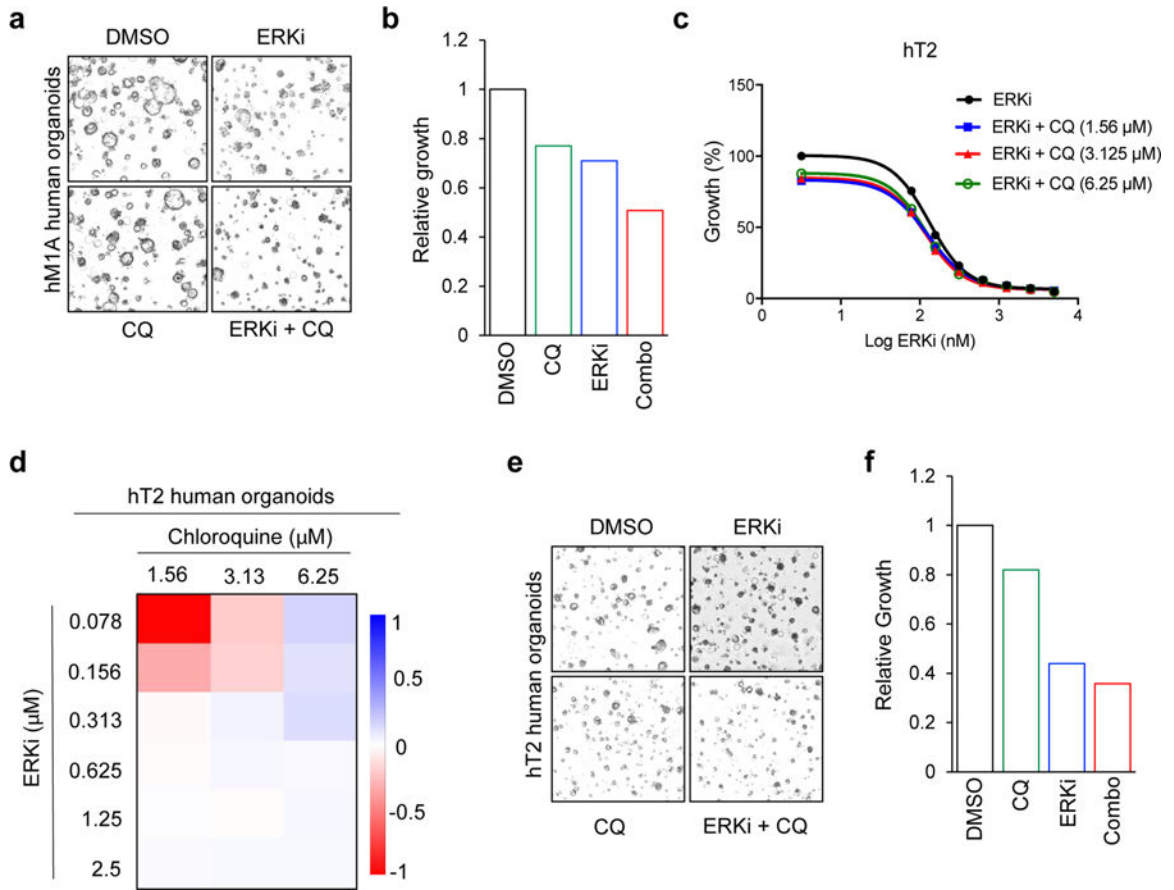 a
DMSO
ERKi
hM1A human organoids
CQ
ERKi + CQ
b
1.2
1
0.8
0.6
0.4
0.2
0
Relative growth
DMSO
CQ
ERKi
Combo
c
hT2
150
100
50
0
Growth (%)
0
1
2
3
4
Log ERKi (nM)
ERKi
ERKi + CQ (1.56 µM)
ERKi + CQ (3.125 µM)
ERKi + CQ (6.25 µM)
d
hT2 human organoids
Chloroquine (µM)
1.56
3.13
6.25
ERKi (µM)
0.078
0.156
0.313
0.625
1.25
2.5
1
0.5
0
-0.5
-1
e
DMSO
ERKi
hT2 human organoids
CQ
ERKi + CQ
f
1.2
1
0.8
0.6
0.4
0.2
0
Relative Growth
DMSO
CQ
ERKi
Combo